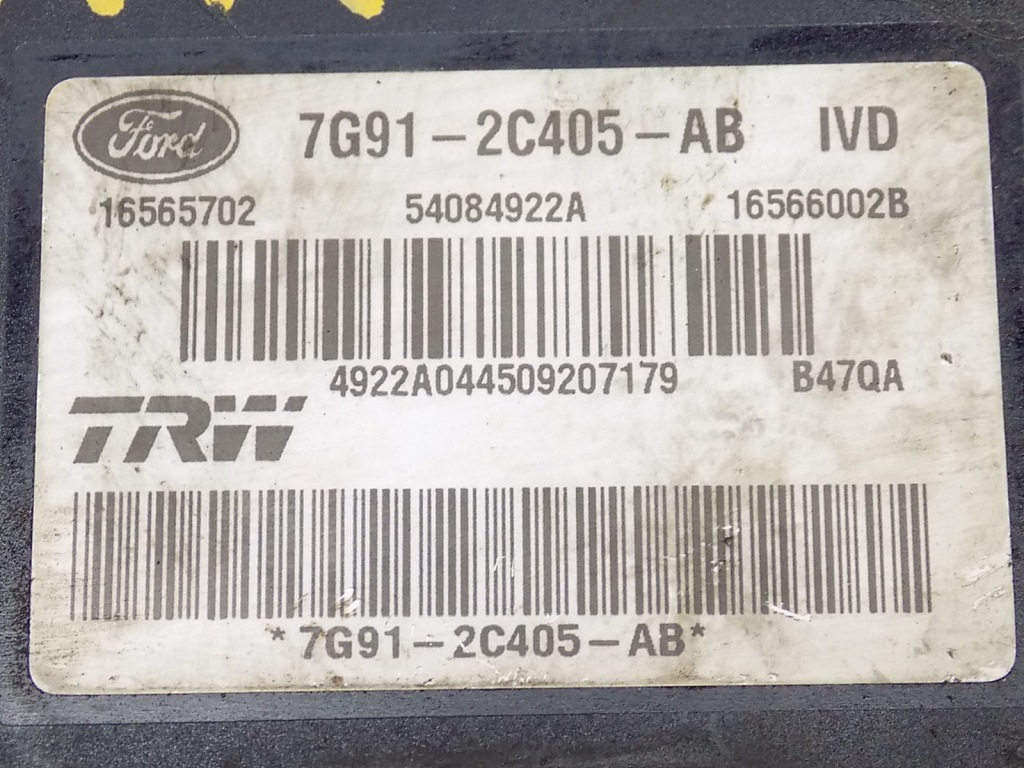 Ford 7G91-2C405-AB IVD
16565702 54084922A 16566002B
4922A044509207179 B47QA
TRW
*7G91-2C405-AB*